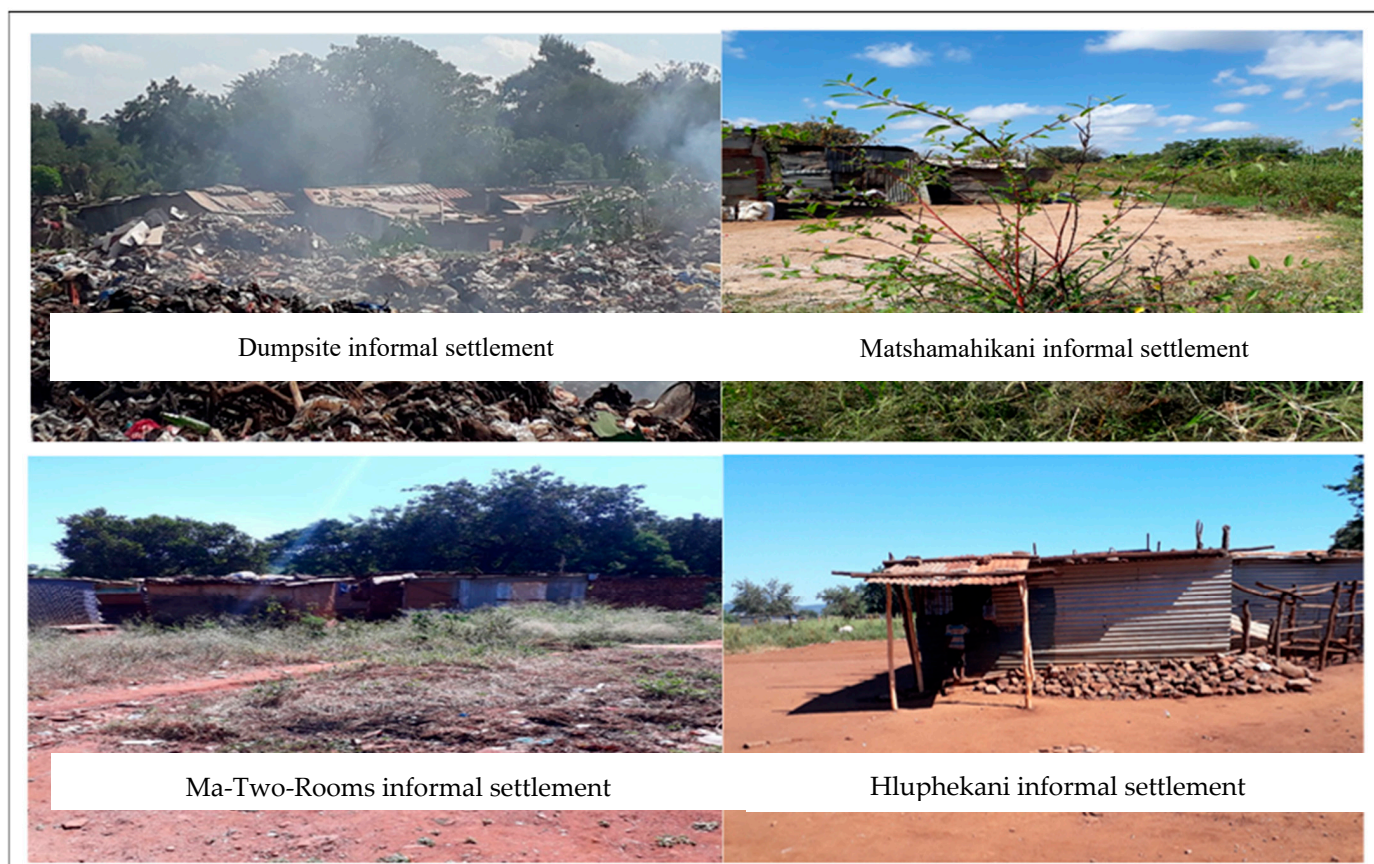 Dumpsite informal settlement
Matshamahikani informal settlement
Ma-Two-Rooms informal settlement
Hluphekani informal settlement